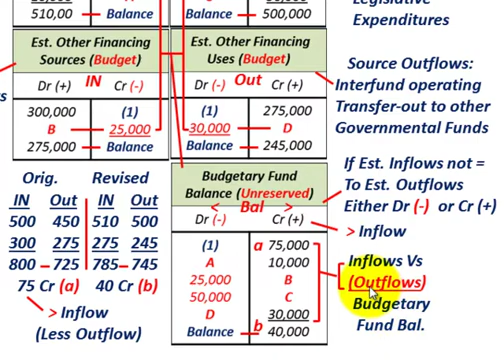 510,00 Balance
Balance 500,000
Legislative
Expenditures
Est. Other Financing
Sources (Budget)
Dr (+) IN Cr (-)
300,000 (1)
B 25,000
275,000 Balance
Est. Other Financing
Uses (Budget)
Dr (-) Out Cr (+)
(1) 275,000
30,000 D
Balance 245,000
Source Outflows:
Interfund operating
Transfer-out to other
Governmental Funds
Orig. Revised
IN Out IN Out
500 450 510 500
300 275 275 245
800 – 725 785 – 745
75 Cr (a) 40 Cr (b)
> Inflow
(Less Outflow)
Budgetary Fund
Balance (Unreserved)
< Bal >
Dr (-) Cr (+)
(1) a 75,000
A 10,000
25,000 B
50,000 C
D 30,000
Balance b 40,000
If Est. Inflows not =
To Est. Outflows
Either Dr (-) or Cr (+)
> Inflow
Inflows Vs
(Outflows)
Budgetary
Fund Bal.